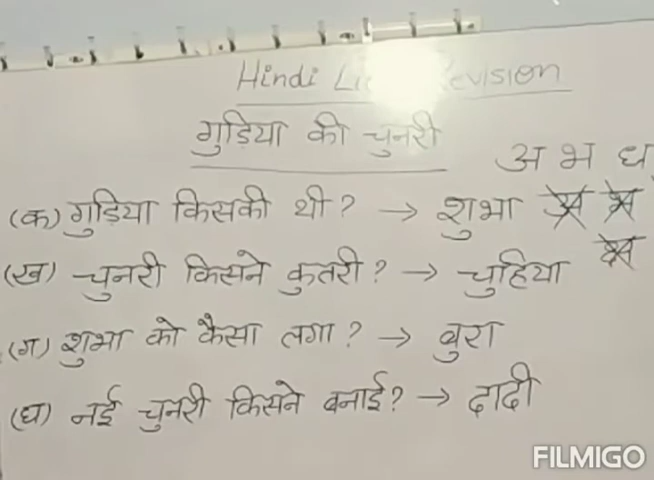 Hindi
गुड़िया की चुनरी
अ भ ध
(क) गुड़िया किसकी थी? → शुभा
(ख) चुनरी किसने कुतरी? → चुहिया
(ग) शुभा को कैसा लगा? → बुरा
(घ) नई चुनरी किसने बनाई? → दादी
FILMIGO